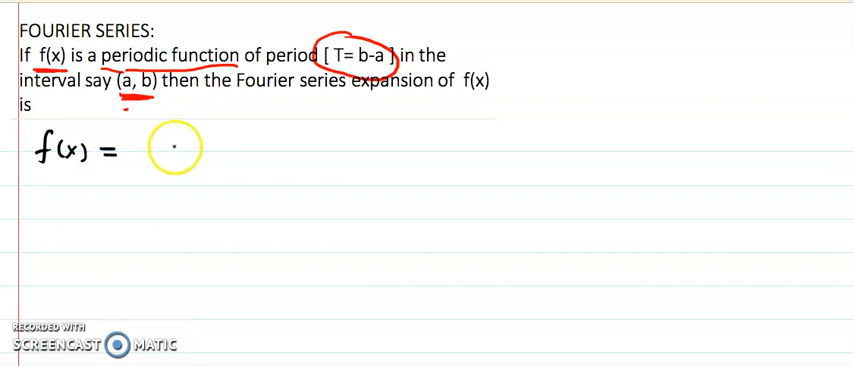 FOURIER SERIES:
If f(x) is a periodic function of period [ T= b-a ] in the
interval say (a, b) then the Fourier series expansion of f(x)
is
f(x) =
RECORDED WITH
SCREENCAST MATIC